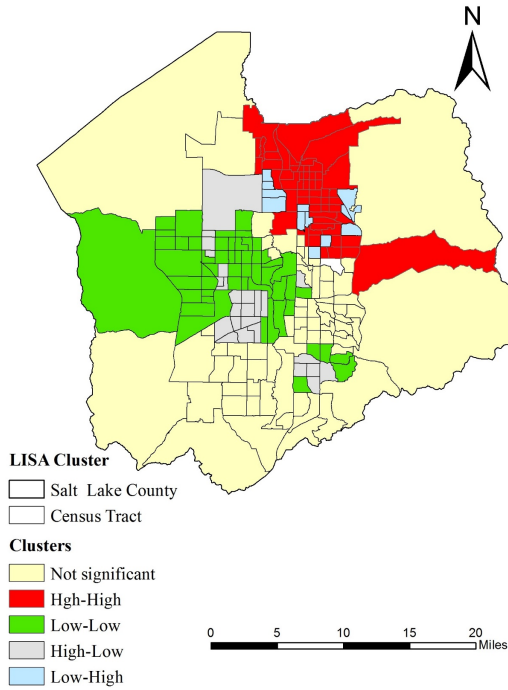 N
LISA Cluster
Salt Lake County
Census Tract
Clusters
Not significant
Hgh-High
Low-Low
High-Low
Low-High
0 5 10 15 20
Miles